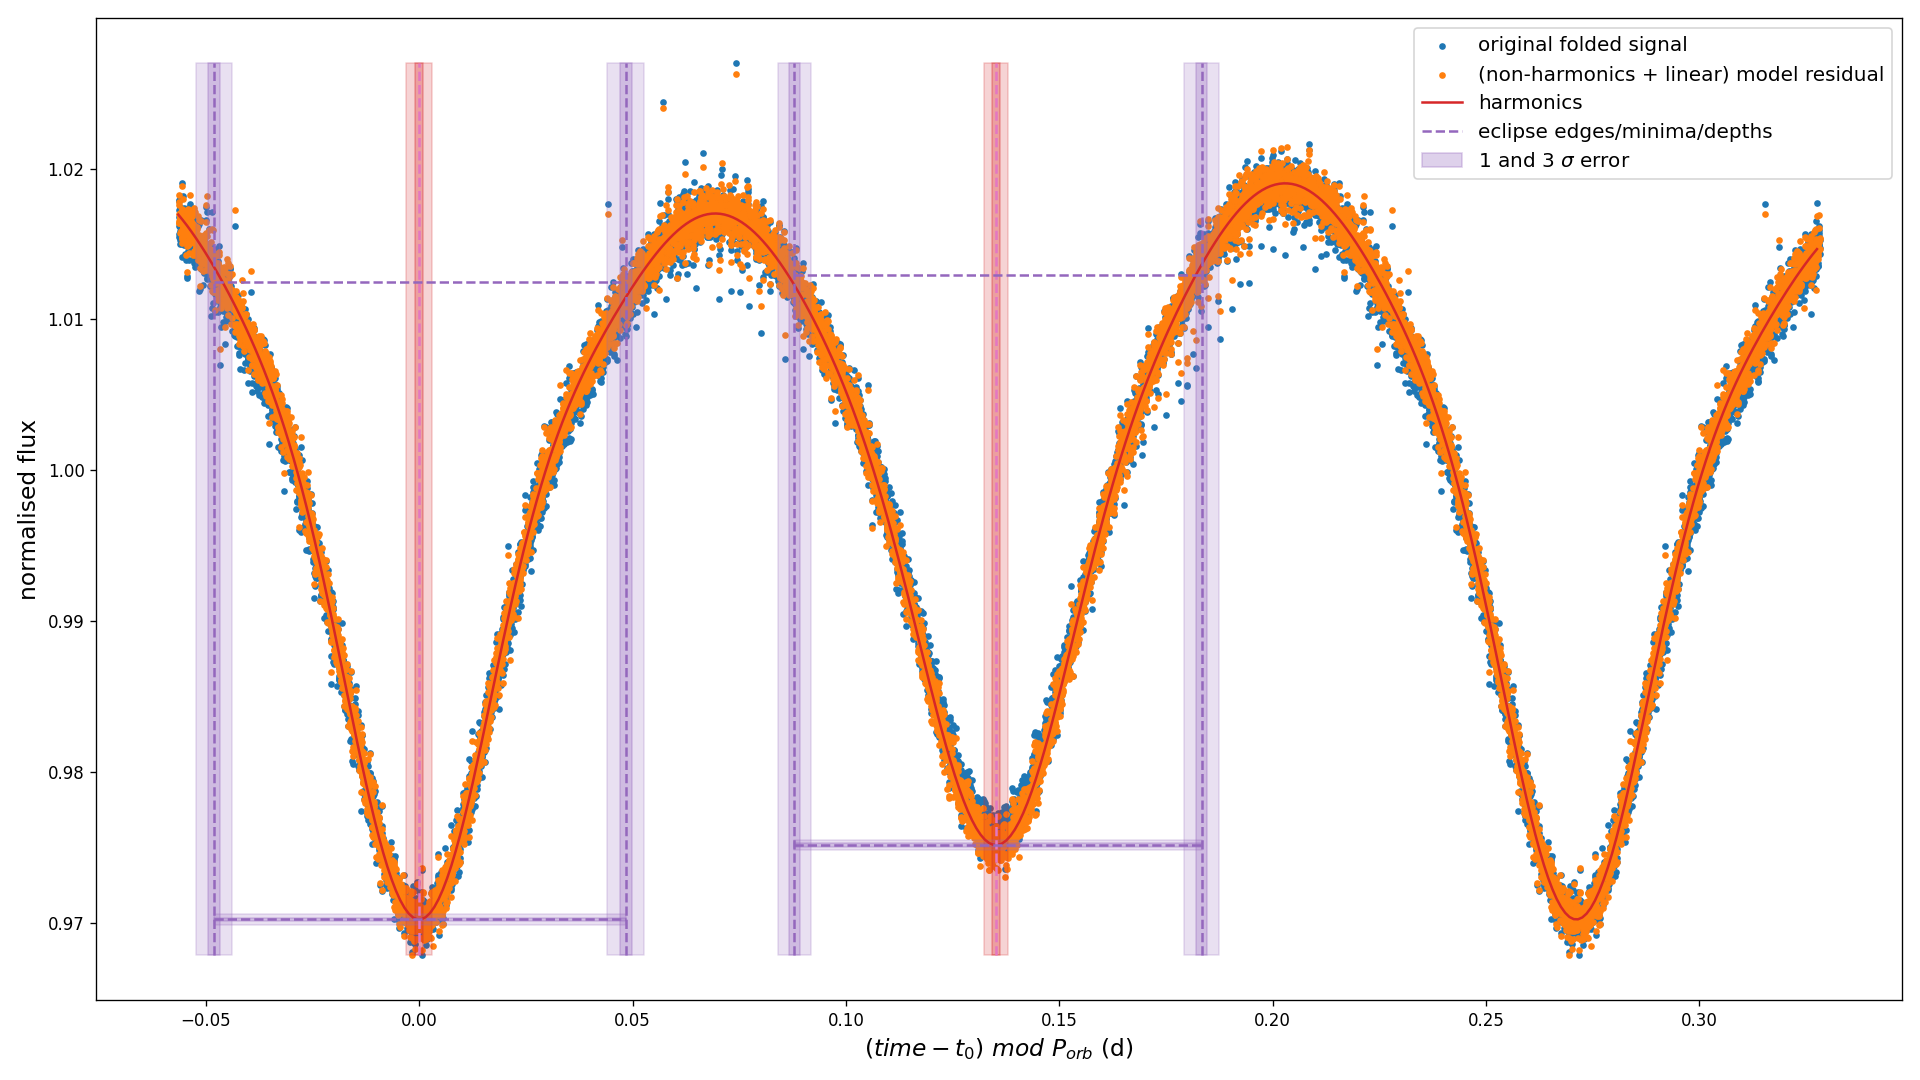 original folded signal
(non-harmonics + linear) model residual
harmonics
eclipse edges/minima/depths
1 and 3 σ error
normalised flux
1.02
1.01
1.00
0.99
0.98
0.97
−0.05 0.00 0.05 0.10 0.15 0.20 0.25 0.30
(time − t₀) mod Pₒᵣb (d)